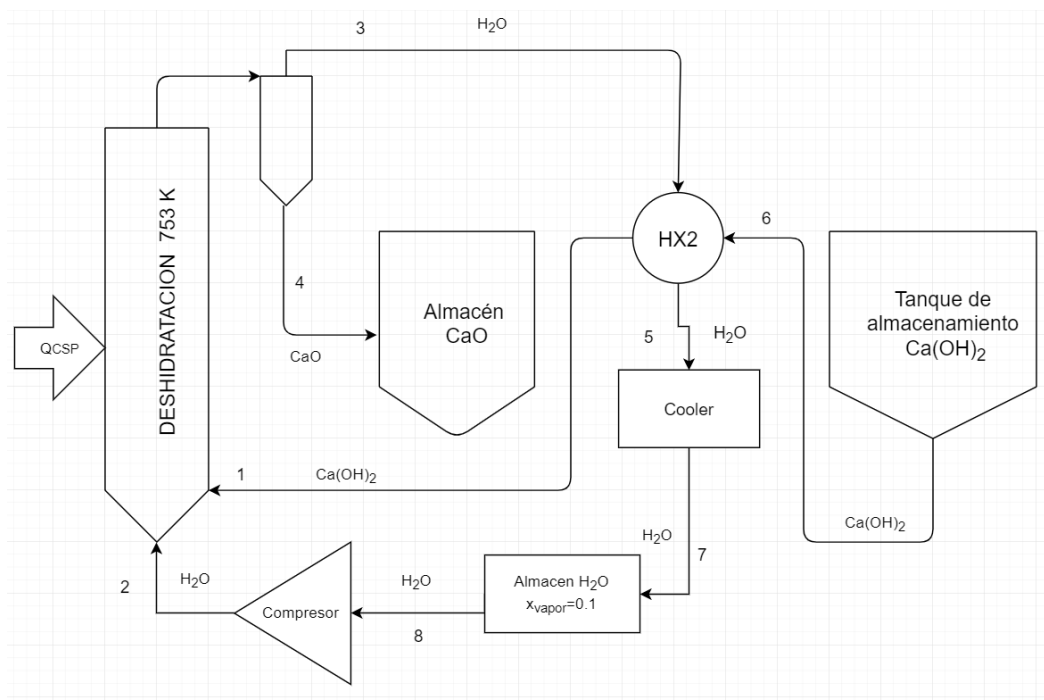 3
H₂O
DESHIDRATACION 753 K
QCSP
4
CaO
Almacén
CaO
HX2
6
5
H₂O
Cooler
Tanque de
almacenamiento
Ca(OH)₂
1
Ca(OH)₂
Ca(OH)₂
2
H₂O
Compresor
H₂O
8
Almacen H₂O
xvapor=0.1
H₂O
7